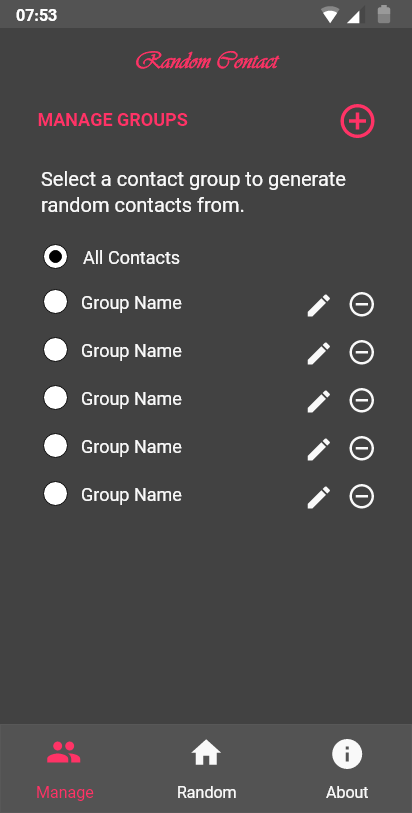 07:53
Random Contact
MANAGE GROUPS
Select a contact group to generate
random contacts from.
All Contacts
Group Name
Group Name
Group Name
Group Name
Group Name
Manage Random About